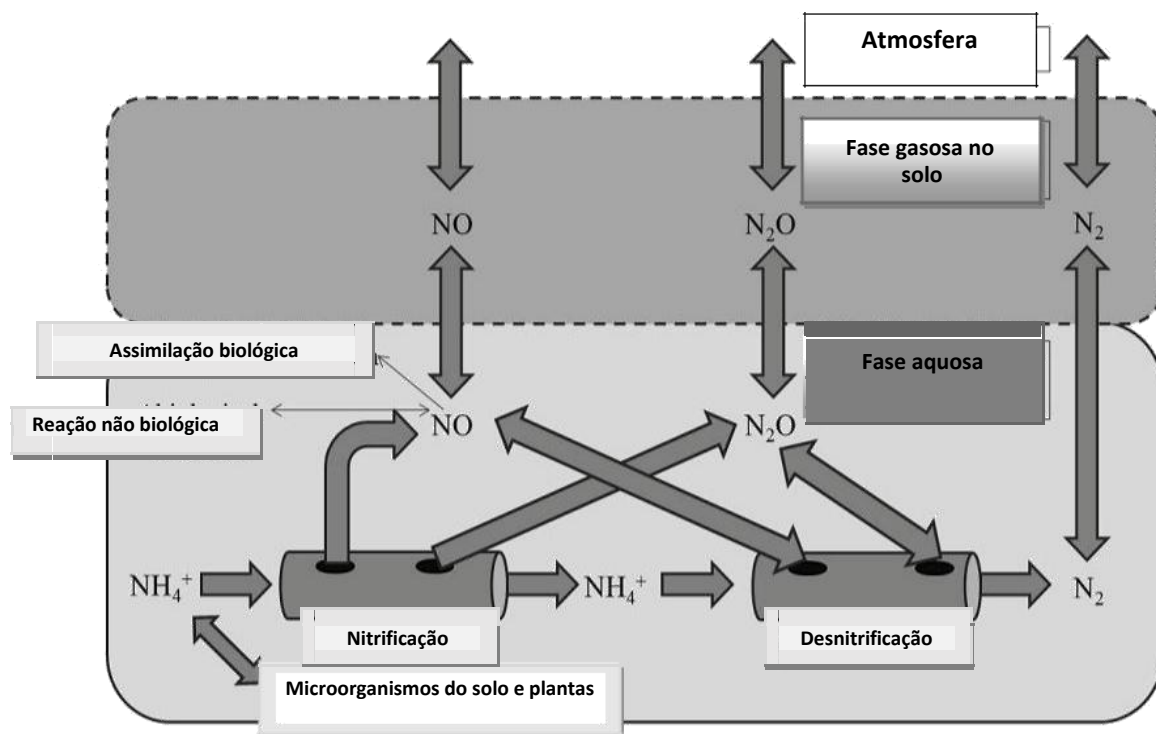 Atmosfera
Fase gasosa no
solo
NO
N₂O
N₂
Assimilação biológica
Fase aquosa
Reação não biológica
NO
N₂O
NH₄⁺
NH₄⁺
N₂
Nitrificação
Desnitrificação
Microorganismos do solo e plantas